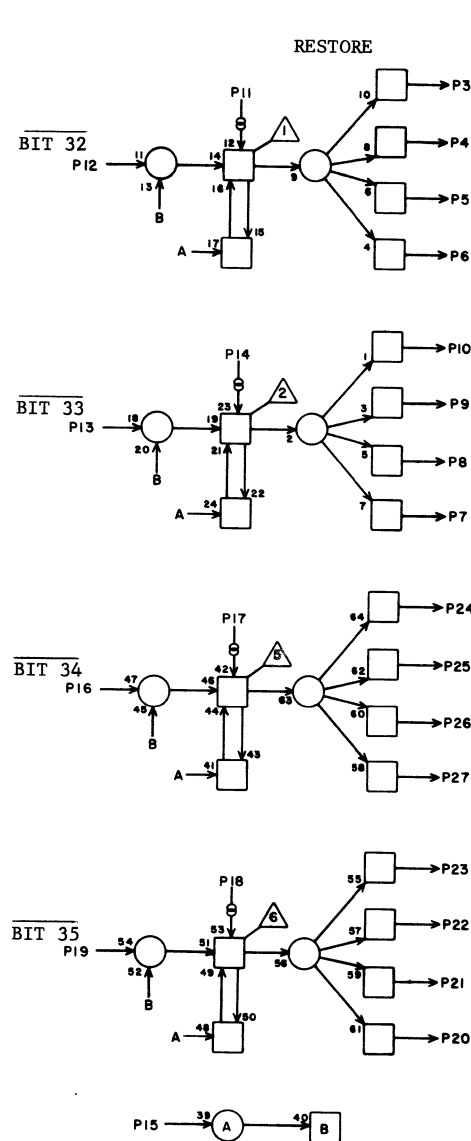 RESTORE
P11
BIT 32
P12
11
13
B
12
14
16
1
15
A
17
9
10
8
6
4
P3
P4
P5
P6
P14
BIT 33
P13
18
20
B
23
19
21
2
22
A
24
2
1
3
5
7
P10
P9
P8
P7
P17
BIT 34
P16
47
45
B
42
46
44
5
43
A
41
63
64
62
60
58
P24
P25
P26
P27
P18
BIT 35
P19
54
52
B
53
51
49
6
50
A
48
56
55
57
59
61
P23
P22
P21
P20
P15
39
A
40
B